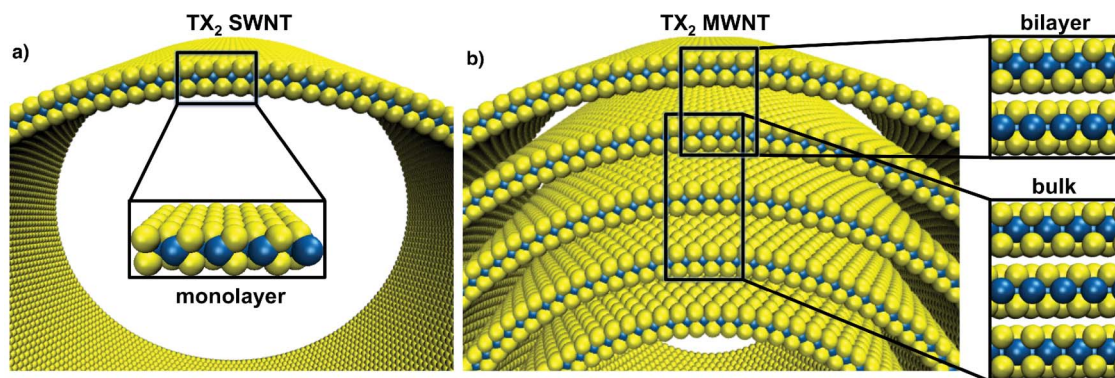 TX₂ SWNT
a)
monolayer
TX₂ MWNT
b)
bilayer
bulk